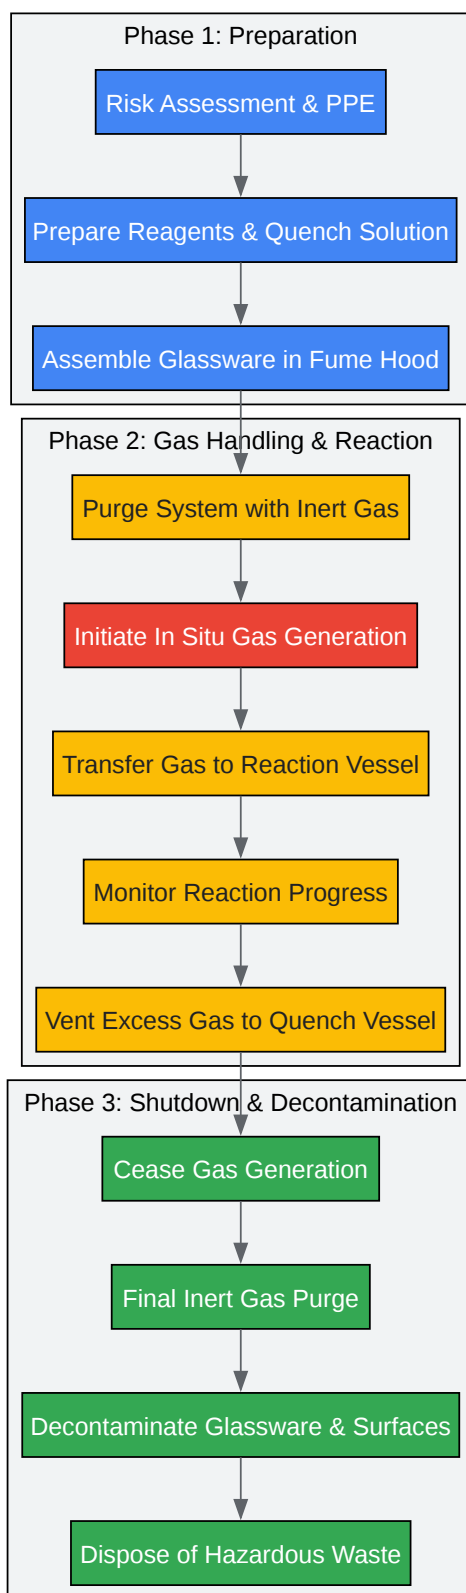 Phase 1: Preparation
Risk Assessment & PPE
Prepare Reagents & Quench Solution
Assemble Glassware in Fume Hood
Phase 2: Gas Handling & Reaction
Purge System with Inert Gas
Initiate In Situ Gas Generation
Transfer Gas to Reaction Vessel
Monitor Reaction Progress
Vent Excess Gas to Quench Vessel
Phase 3: Shutdown & Decontamination
Cease Gas Generation
Final Inert Gas Purge
Decontaminate Glassware & Surfaces
Dispose of Hazardous Waste